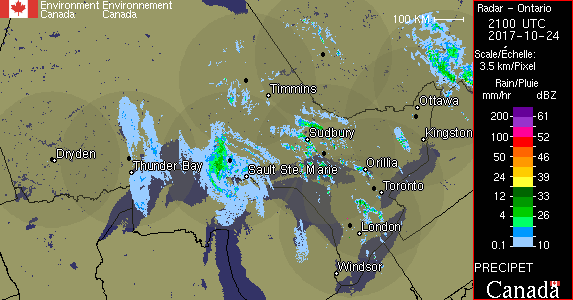 Environment Environnement
Canada Canada
100 KM
Timmins
Ottawa
Kingston
Sudbury
Dryden
Thunder Bay
Sault Ste. Marie
Orillia
Toronto
London
Windsor
Radar - Ontario
2100 UTC
2017-10-24
Scale/Échelle:
3.5 km/Pixel
Rain/Pluie
mm/hr dBZ
200 61
100 52
50 46
24 39
12 33
4 26
0.1 10
PRECIPET
Canada